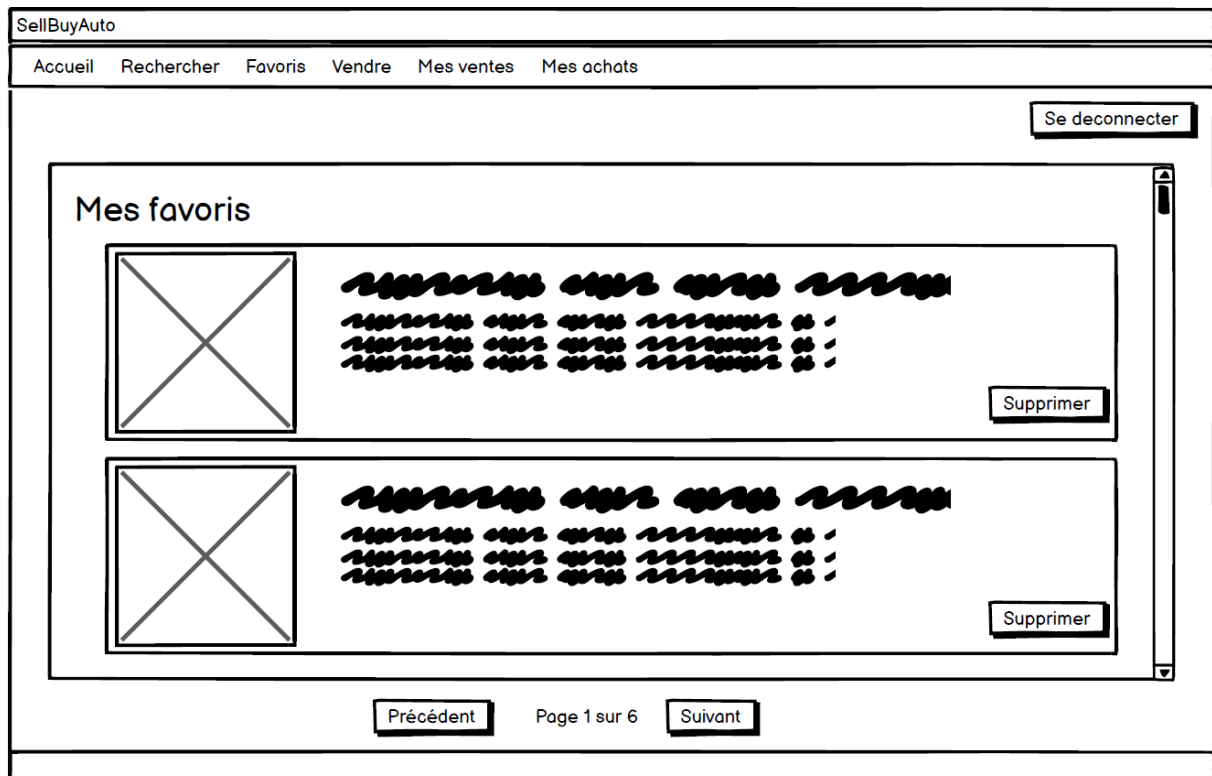 SellBuyAuto
Accueil Rechercher Favoris Vendre Mes ventes Mes achats
Se deconnecter
Mes favoris
Supprimer
Supprimer
Précédent Page 1 sur 6 Suivant